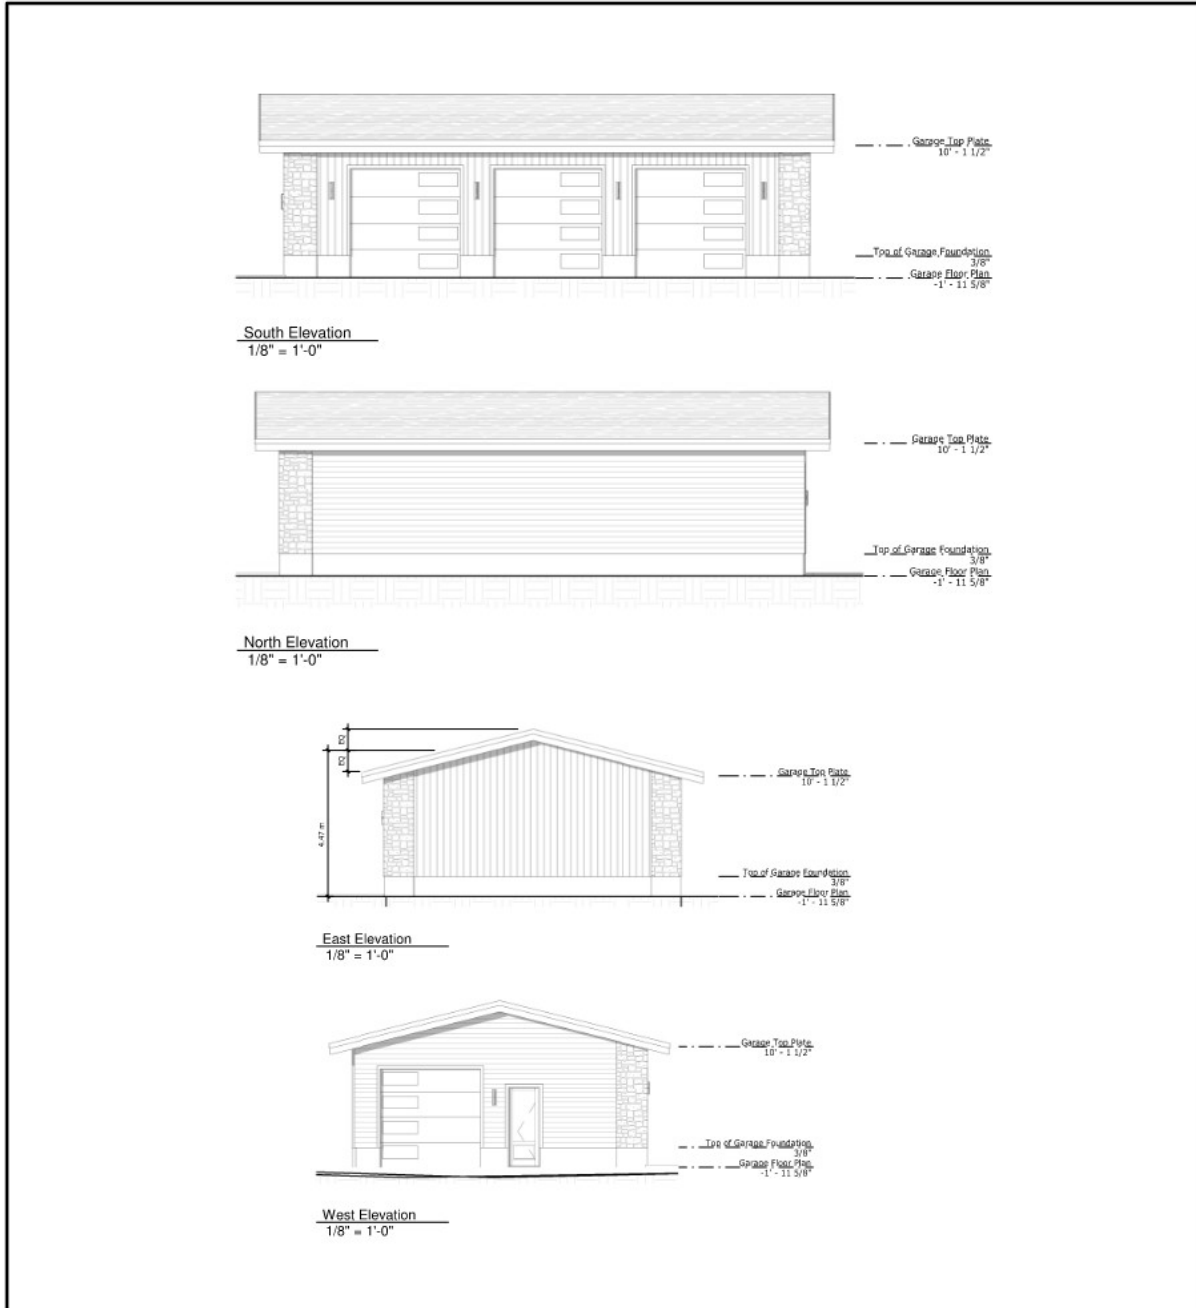 Garage Top Plate
10' - 1 1/2"
Top of Garage Foundation
3/8"
Garage Floor Plan
-1' - 11 5/8"
South Elevation
1/8" = 1'-0"
Garage Top Plate
10' - 1 1/2"
Top of Garage Foundation
3/8"
Garage Floor Plan
-1' - 11 5/8"
North Elevation
1/8" = 1'-0"
EQ
EQ
4.47 m
Garage Top Plate
10' - 1 1/2"
Top of Garage Foundation
3/8"
Garage Floor Plan
-1' - 11 5/8"
East Elevation
1/8" = 1'-0"
Garage Top Plate
10' - 1 1/2"
Top of Garage Foundation
3/8"
Garage Floor Plan
-1' - 11 5/8"
West Elevation
1/8" = 1'-0"